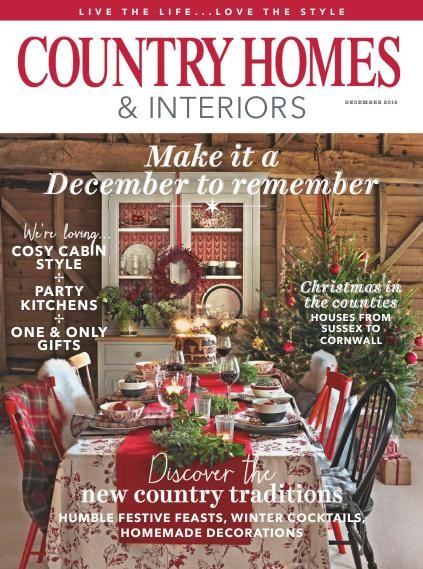 LIVE THE LIFE...LOVE THE STYLE
COUNTRY HOMES
& INTERIORS
DECEMBER 2016
Make it a
December to remember
We're loving...
COSY CABIN
STYLE
PARTY
KITCHENS
ONE & ONLY
GIFTS
Christmas in
the counties
HOUSES FROM
SUSSEX TO
CORNWALL
Discover the
new country traditions
HUMBLE FESTIVE FEASTS, WINTER COCKTAILS,
HOMEMADE DECORATIONS